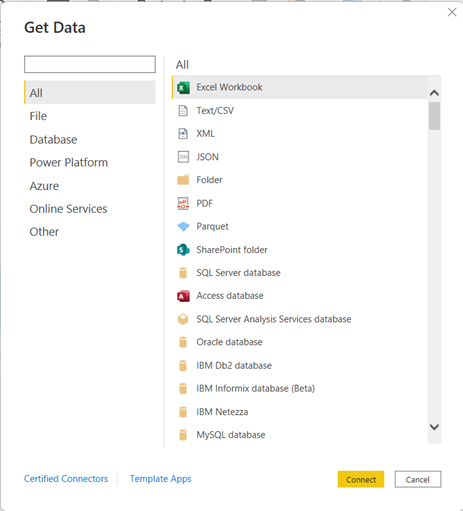 Get Data
All
File
Database
Power Platform
Azure
Online Services
Other
All
Excel Workbook
Text/CSV
XML
JSON
Folder
PDF
Parquet
SharePoint folder
SQL Server database
Access database
SQL Server Analysis Services database
Oracle database
IBM Db2 database
IBM Informix database (Beta)
IBM Netezza
MySQL database
Certified Connectors
Template Apps
Connect
Cancel